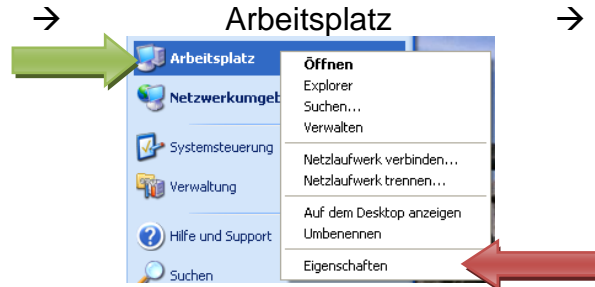 → Arbeitsplatz →
Arbeitsplatz
Netzwerkumget
Systemsteuerung
Verwaltung
Hilfe und Support
Suchen
Öffnen
Explorer
Suchen...
Verwalten
Netzlaufwerk verbinden...
Netzlaufwerk trennen...
Auf dem Desktop anzeigen
Umbenennen
Eigenschaften